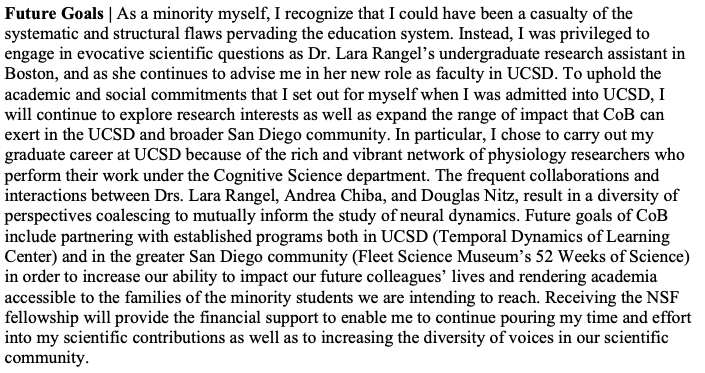 Future Goals | As a minority myself, I recognize that I could have been a casualty of the
systematic and structural flaws pervading the education system. Instead, I was privileged to
engage in evocative scientific questions as Dr. Lara Rangel's undergraduate research assistant in
Boston, and as she continues to advise me in her new role as faculty in UCSD. To uphold the
academic and social commitments that I set out for myself when I was admitted into UCSD, I
will continue to explore research interests as well as expand the range of impact that CoB can
exert in the UCSD and broader San Diego community. In particular, I chose to carry out my
graduate career at UCSD because of the rich and vibrant network of physiology researchers who
perform their work under the Cognitive Science department. The frequent collaborations and
interactions between Drs. Lara Rangel, Andrea Chiba, and Douglas Nitz, result in a diversity of
perspectives coalescing to mutually inform the study of neural dynamics. Future goals of CoB
include partnering with established programs both in UCSD (Temporal Dynamics of Learning
Center) and in the greater San Diego community (Fleet Science Museum's 52 Weeks of Science)
in order to increase our ability to impact our future colleagues' lives and rendering academia
accessible to the families of the minority students we are intending to reach. Receiving the NSF
fellowship will provide the financial support to enable me to continue pouring my time and effort
into my scientific contributions as well as to increasing the diversity of voices in our scientific
community.